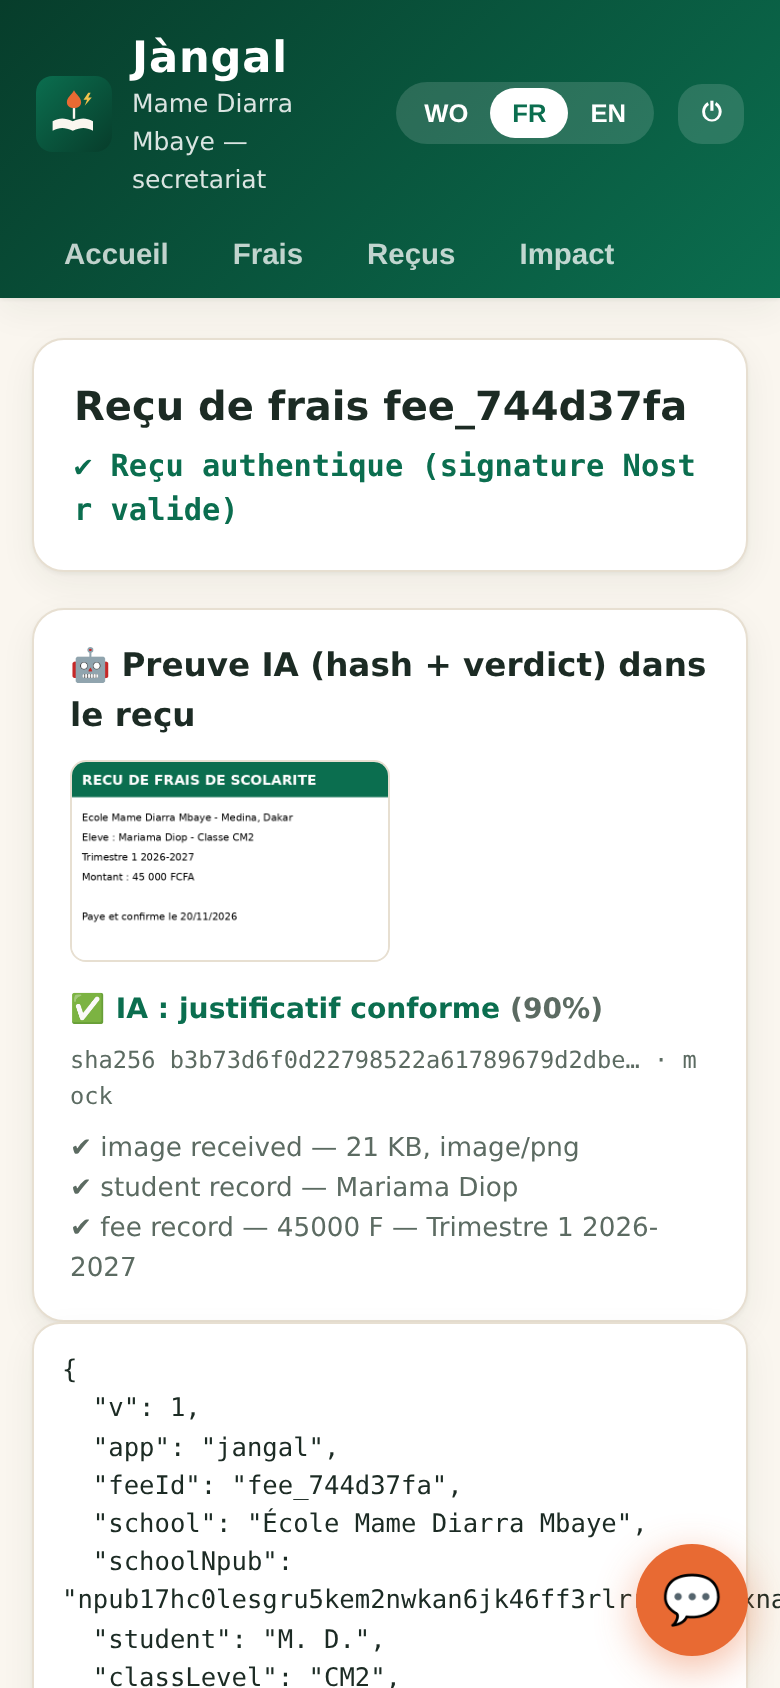 Jàngal
Mame Diarra
Mbaye —
secretariat
WO FR EN
Accueil Frais Reçus Impact
Reçu de frais fee_744d37fa
✔ Reçu authentique (signature Nost
r valide)
🤖 Preuve IA (hash + verdict) dans
le reçu
RECU DE FRAIS DE SCOLARITE
Ecole Mame Diarra Mbaye - Medina, Dakar
Eleve : Mariama Diop - Classe CM2
Trimestre 1 2026-2027
Montant : 45 000 FCFA
Paye et confirme le 20/11/2026
✅ IA : justificatif conforme (90%)
sha256 b3b73d6f0d22798522a61789679d2dbe… · m
ock
✔ image received — 21 KB, image/png
✔ student record — Mariama Diop
✔ fee record — 45000 F — Trimestre 1 2026-
2027
{
"v": 1,
"app": "jangal",
"feeId": "fee_744d37fa",
"school": "École Mame Diarra Mbaye",
"schoolNpub":
"npub17hc0lesgru5kem2nwkan6jk46ff3rlr
"student": "M. D.",
"classLevel": "CM2",